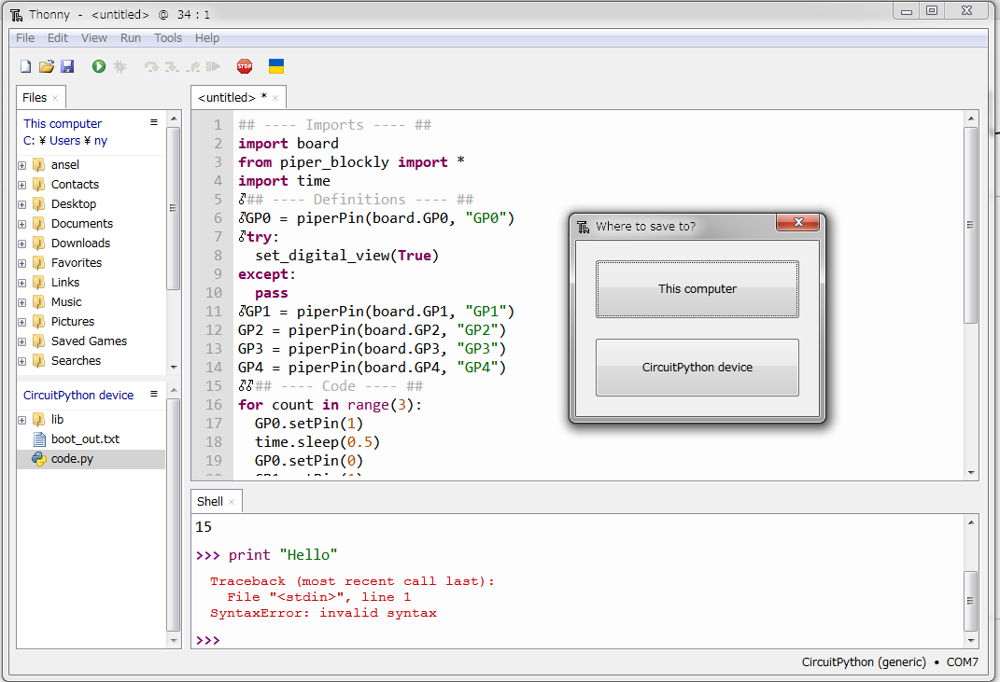 Thonny - <untitled> @ 34 : 1
File Edit View Run Tools Help
STOP
Files
This computer
C: ¥ Users ¥ ny
ansel
Contacts
Desktop
Documents
Downloads
Favorites
Links
Music
Pictures
Saved Games
Searches
CircuitPython device
lib
boot_out.txt
code.py
<untitled> *
1 ## ---- Imports ---- ##
2 import board
3 from piper_blockly import *
4 import time
5 ## ---- Definitions ---- ##
6 GP0 = piperPin(board.GP0, "GP0")
7 try:
8 set_digital_view(True)
9 except:
10 pass
11 GP1 = piperPin(board.GP1, "GP1")
12 GP2 = piperPin(board.GP2, "GP2")
13 GP3 = piperPin(board.GP3, "GP3")
14 GP4 = piperPin(board.GP4, "GP4")
15 ## ---- Code ---- ##
16 for count in range(3):
17 GP0.setPin(1)
18 time.sleep(0.5)
19 GP0.setPin(0)
Where to save to?
This computer
CircuitPython device
Shell
15
>>> print "Hello"
Traceback (most recent call last):
File "<stdin>", line 1
SyntaxError: invalid syntax
>>>
CircuitPython (generic) • COM7